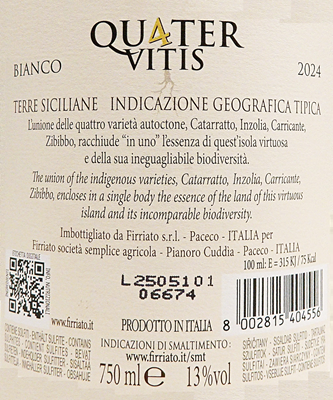 QUATER
VITIS
BIANCO 2024
TERRE SICILIANE INDICAZIONE GEOGRAFICA TIPICA
L'unione delle quattro varietà autoctone, Catarratto, Inzolia, Carricante,
Zibibbo, racchiude "in uno" l'essenza di quest'isola virtuosa
e della sua ineguagliabile biodiversità.
The union of the indigenous varieties, Catarratto, Inzolia, Carricante,
Zibibbo, encloses in a single body the essence of the land of this virtuous
island and its incomparable biodiversity.
Imbottigliato da Firriato s.r.l. - Paceco - ITALIA per
Firriato società semplice agricola - Pianoro Cuddia - Paceco - ITALIA
100 ml: E = 315 KJ / 75 Kcal
ETICHETTA DIGITALE
L2505101
06674
www.firriato.it
PRODOTTO IN ITALIA
8 002815 404556
INDICAZIONI DI SMALTIMENTO:
www.firriato.it/smt
750 ml e 13%vol